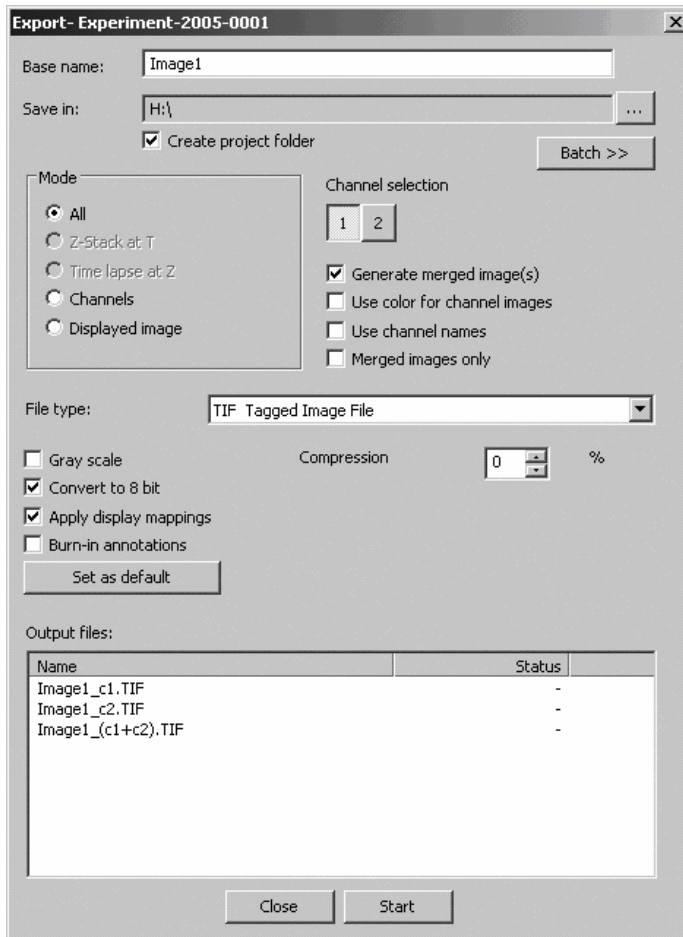 Export- Experiment-2005-0001
Base name: Image1
Save in: H:\ ...
Create project folder
Batch >>
Mode
All
Z-Stack at T
Time lapse at Z
Channels
Displayed image
Channel selection
1 2
Generate merged image(s)
Use color for channel images
Use channel names
Merged images only
File type: TIF Tagged Image File
Gray scale
Compression 0 %
Convert to 8 bit
Apply display mappings
Burn-in annotations
Set as default
Output files:
Name Status
Image1_c1.TIF -
Image1_c2.TIF -
Image1_(c1+c2).TIF -
Close Start